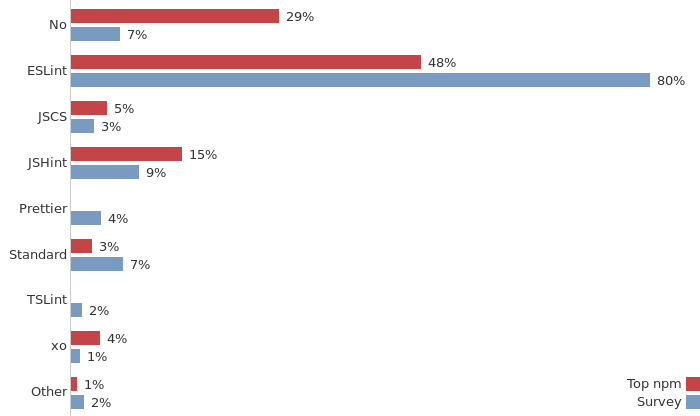 No
29%
7%
ESLint
48%
80%
JSCS
5%
3%
JSHint
15%
9%
Prettier
4%
Standard
3%
7%
TSLint
2%
xo
4%
1%
Other
1%
2%
Top npm
Survey